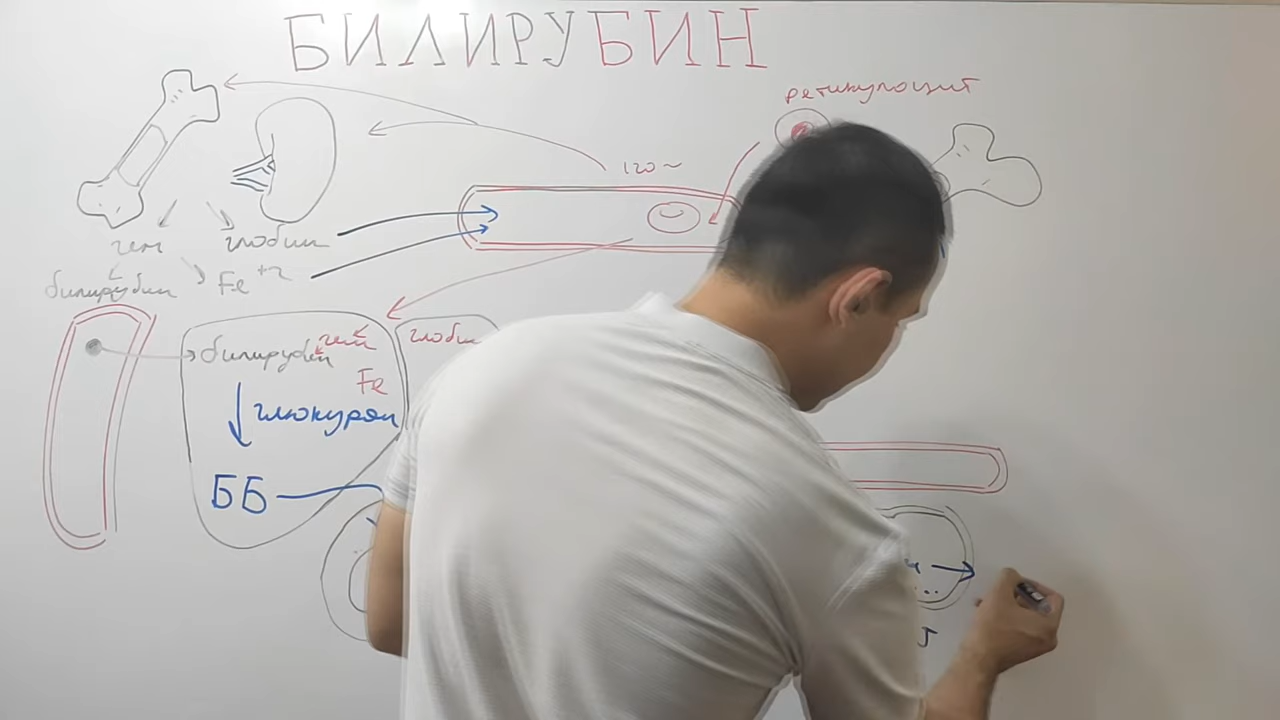 БИЛИРУБИН
ретикулоцит
120~
гем глобин
билирубин Fe +2
билирубин гем глобин
Fe
глюкурон
ББ